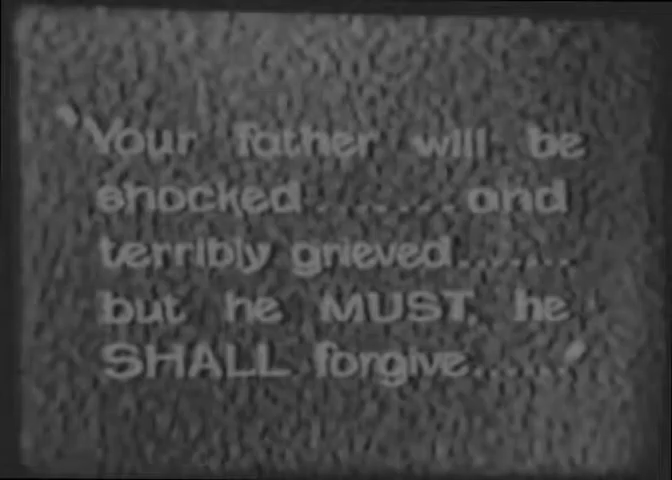 "Your father will be
shocked........and
terribly grieved.......
but he MUST, he
SHALL forgive......"